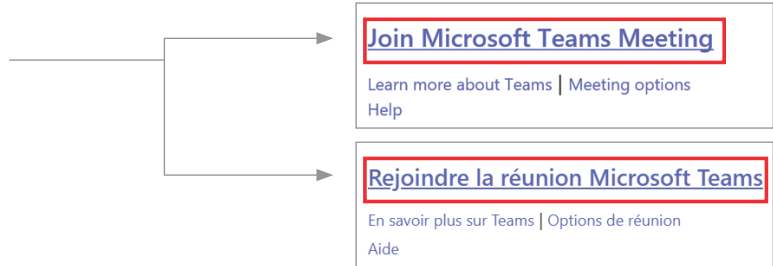 Join Microsoft Teams Meeting
Learn more about Teams | Meeting options
Help
Rejoindre la réunion Microsoft Teams
En savoir plus sur Teams | Options de réunion
Aide